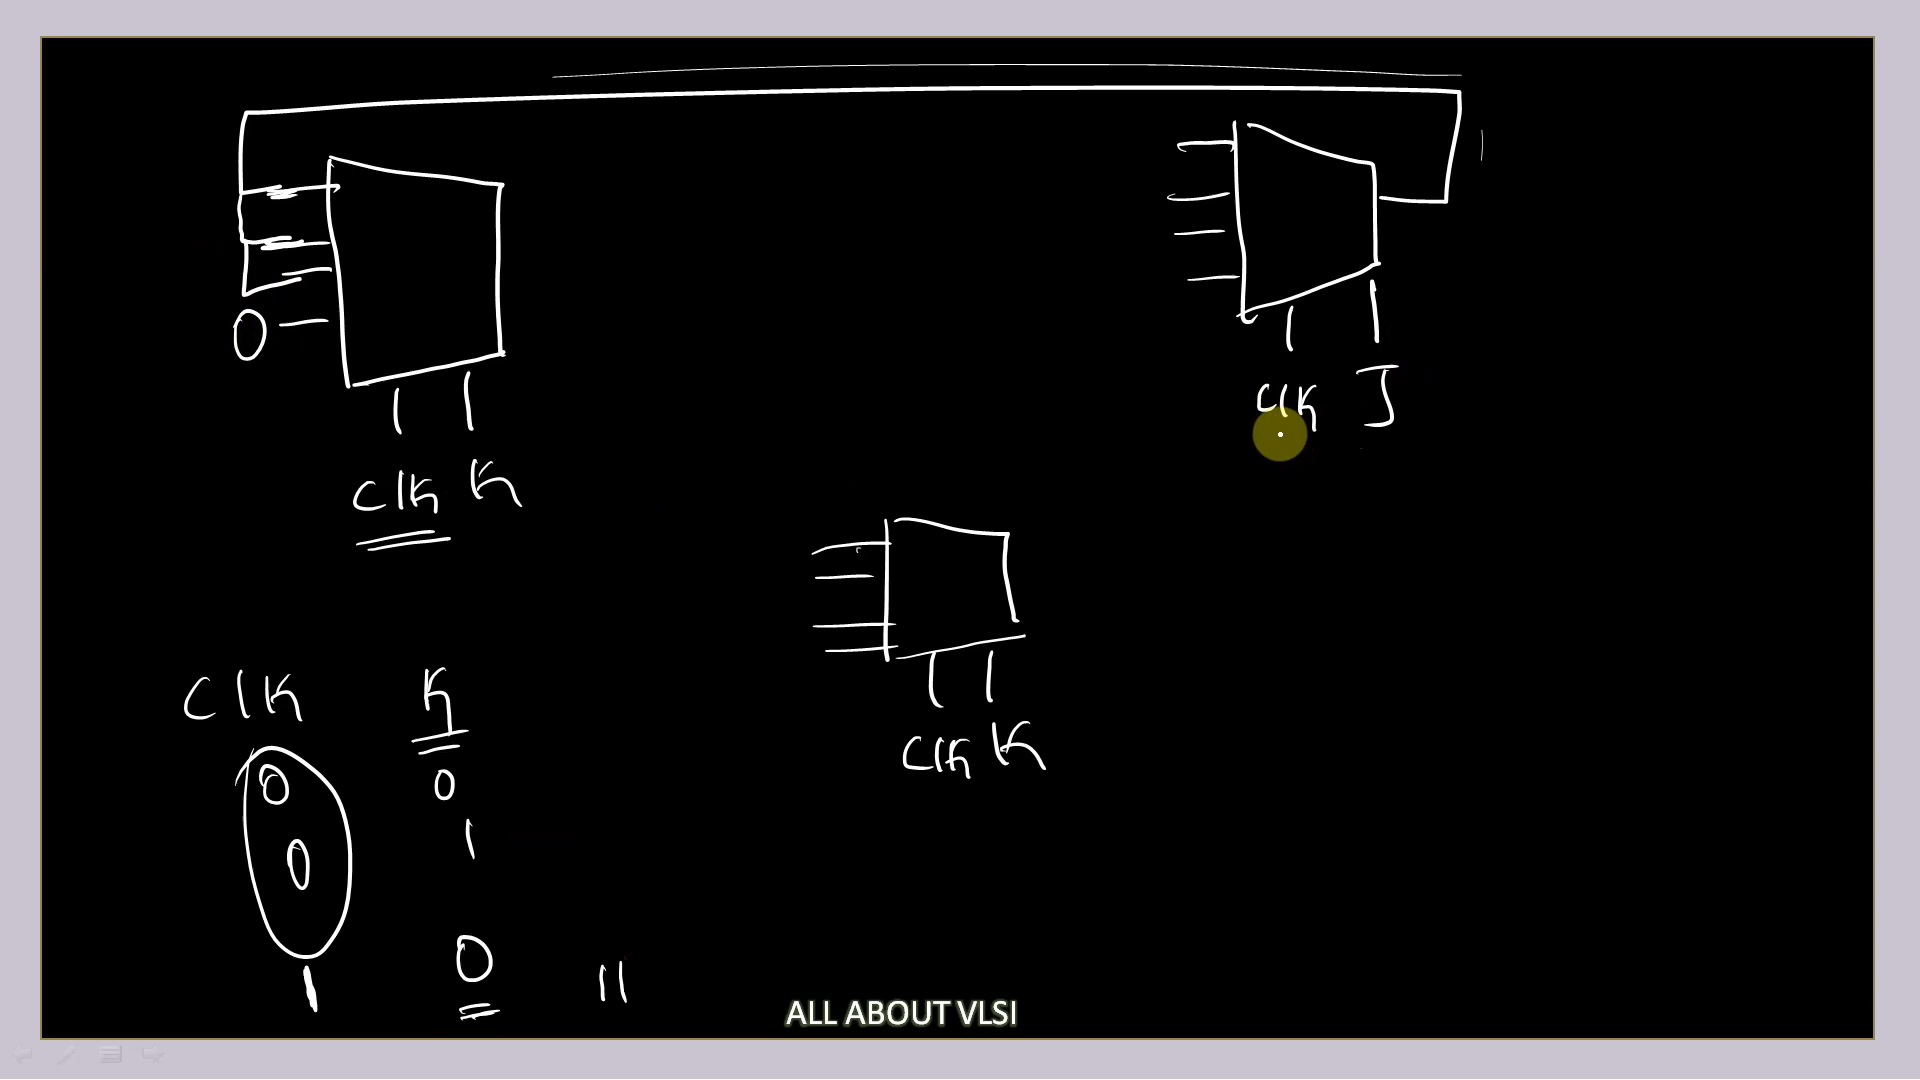 0
clk K
clk J
clk K
clk K
0 0
0 1
1 0 11
ALL ABOUT VLSI